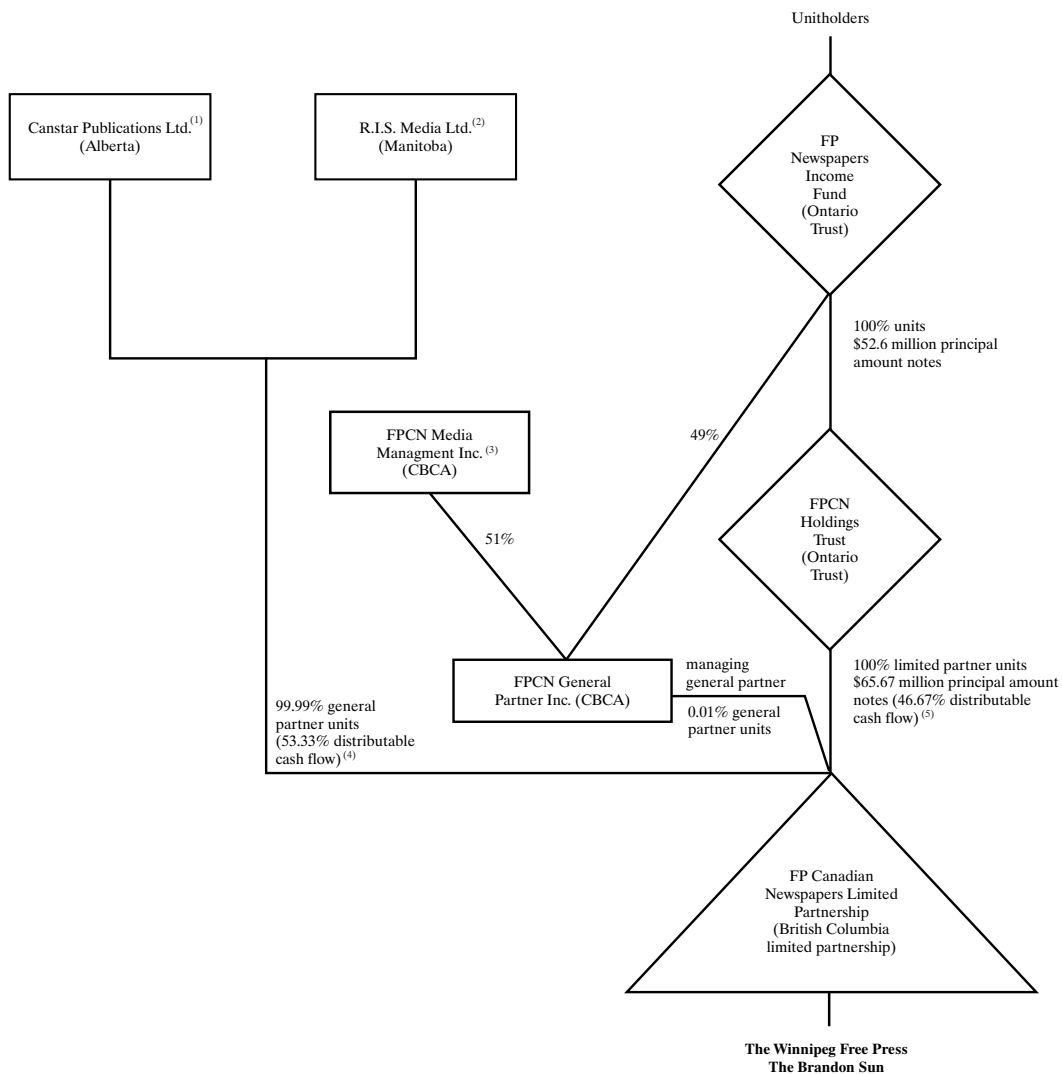 Unitholders
Canstar Publications Ltd.(1)
(Alberta)
R.I.S. Media Ltd.(2)
(Manitoba)
FP
Newspapers
Income
Fund
(Ontario
Trust)
100% units
$52.6 million principal
amount notes
FPCN Media
Managment Inc.(3)
(CBCA)
49%
51%
FPCN
Holdings
Trust
(Ontario
Trust)
FPCN General
Partner Inc. (CBCA)
managing
general partner
0.01% general
partner units
100% limited partner units
$65.67 million principal amount
notes (46.67% distributable
cash flow)(5)
99.99% general
partner units
(53.33% distributable
cash flow)(4)
FP Canadian
Newspapers Limited
Partnership
(British Columbia
limited partnership)
The Winnipeg Free Press
The Brandon Sun